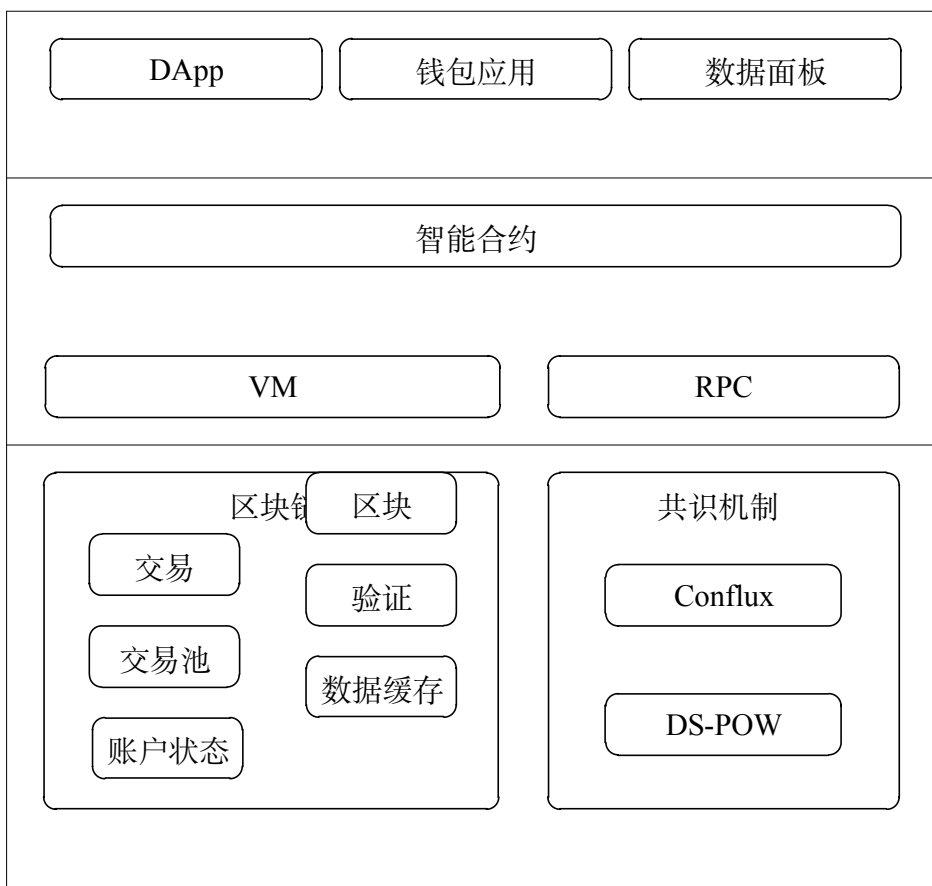 DApp
钱包应用
数据面板
智能合约
VM
RPC
区块
区块
交易
验证
交易池
数据缓存
账户状态
共识机制
Conflux
DS-POW